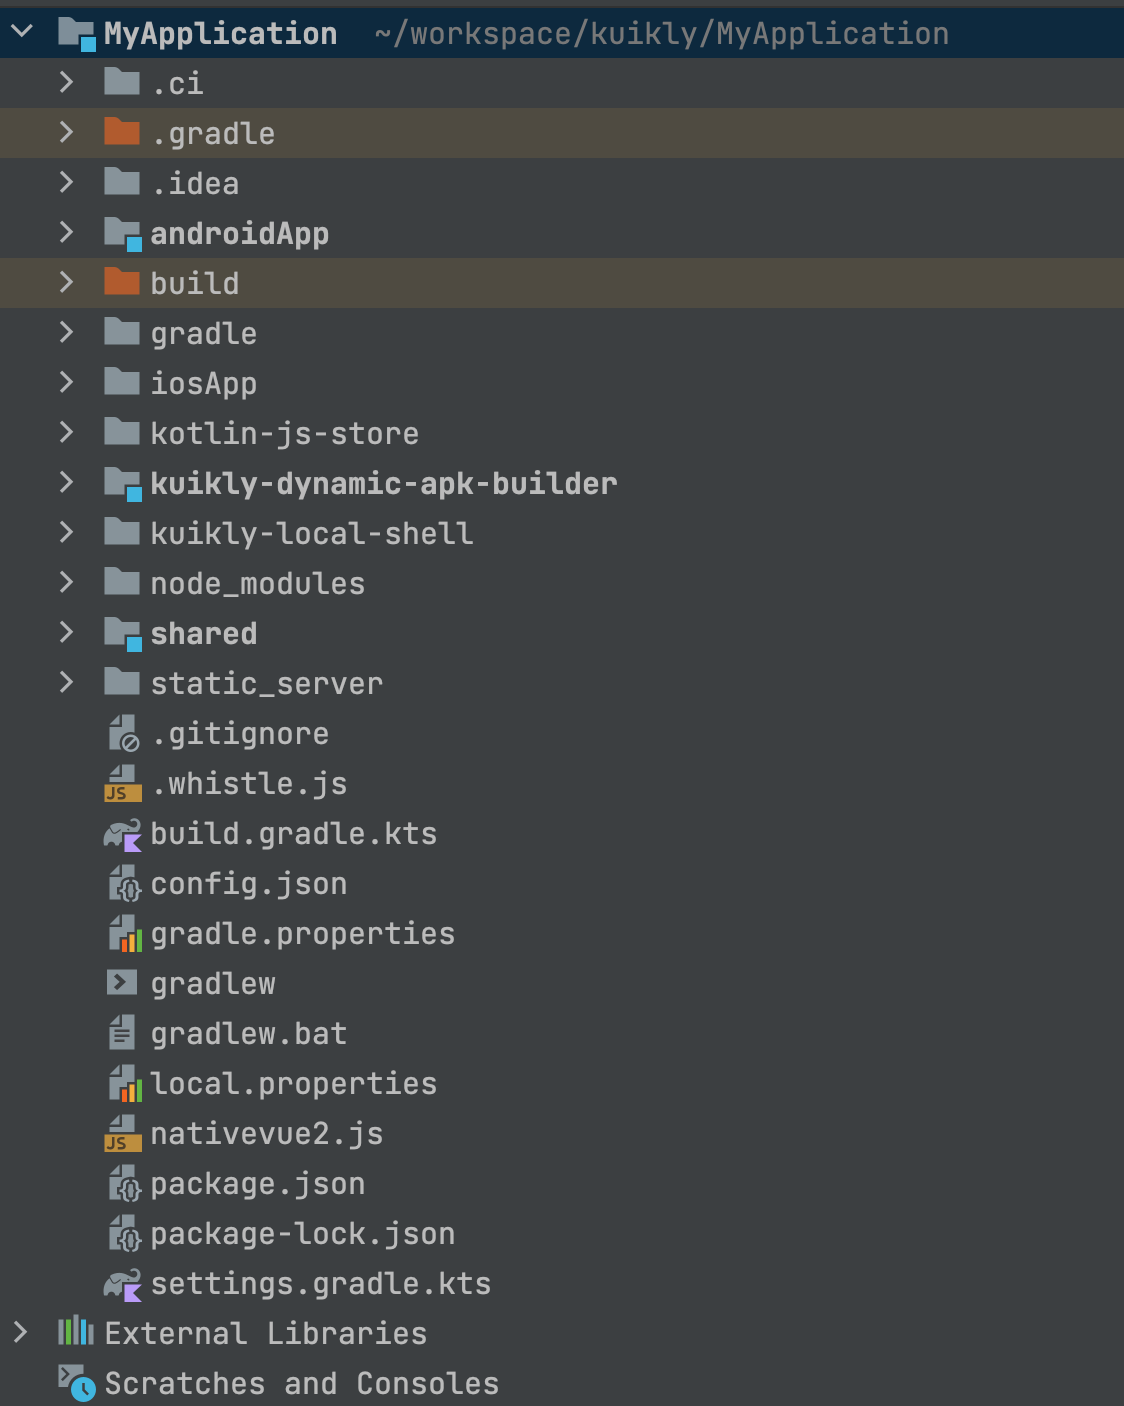 MyApplication ~/workspace/kuikly/MyApplication
.ci
.gradle
.idea
androidApp
build
gradle
iosApp
kotlin-js-store
kuikly-dynamic-apk-builder
kuikly-local-shell
node_modules
shared
static_server
.gitignore
JS .whistle.js
build.gradle.kts
config.json
gradle.properties
gradlew
gradlew.bat
local.properties
JS nativevue2.js
package.json
package-lock.json
settings.gradle.kts
External Libraries
Scratches and Consoles